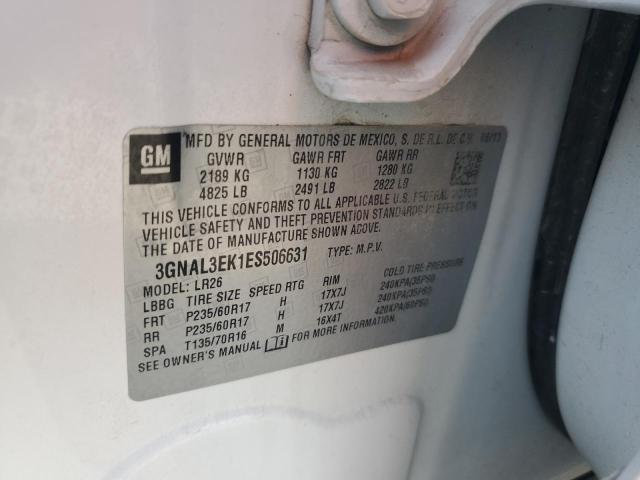 GM
MFD BY GENERAL MOTORS DE MEXICO, S. DE R.L. DE C.V.
GVWR GAWR FRT GAWR RR
2189 KG 1130 KG 1280 KG
4825 LB 2491 LB 2822 LB
THIS VEHICLE CONFORMS TO ALL APPLICABLE U.S. FEDERAL MOTOR
VEHICLE SAFETY AND THEFT PREVENTION STANDARDS IN EFFECT ON
THE DATE OF MANUFACTURE SHOWN ABOVE.
3GNAL3EK1ES506631 TYPE: M.P.V.
MODEL: LR26
LBBG TIRE SIZE SPEED RTG RIM COLD TIRE PRESSURE
FRT P235/60R17 H 17X7J 240KPA(35PSI)
RR P235/60R17 H 17X7J 240KPA(35PSI)
SPA T135/70R16 M 16X4T 420KPA(60PSI)
SEE OWNER'S MANUAL FOR MORE INFORMATION.